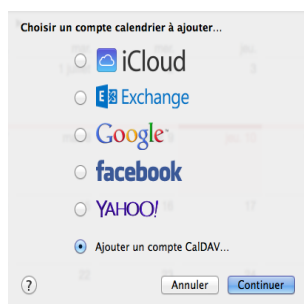 Choisir un compte calendrier à ajouter...
iCloud
Exchange
Google
facebook
YAHOO!
Ajouter un compte CalDAV...
? Annuler Continuer